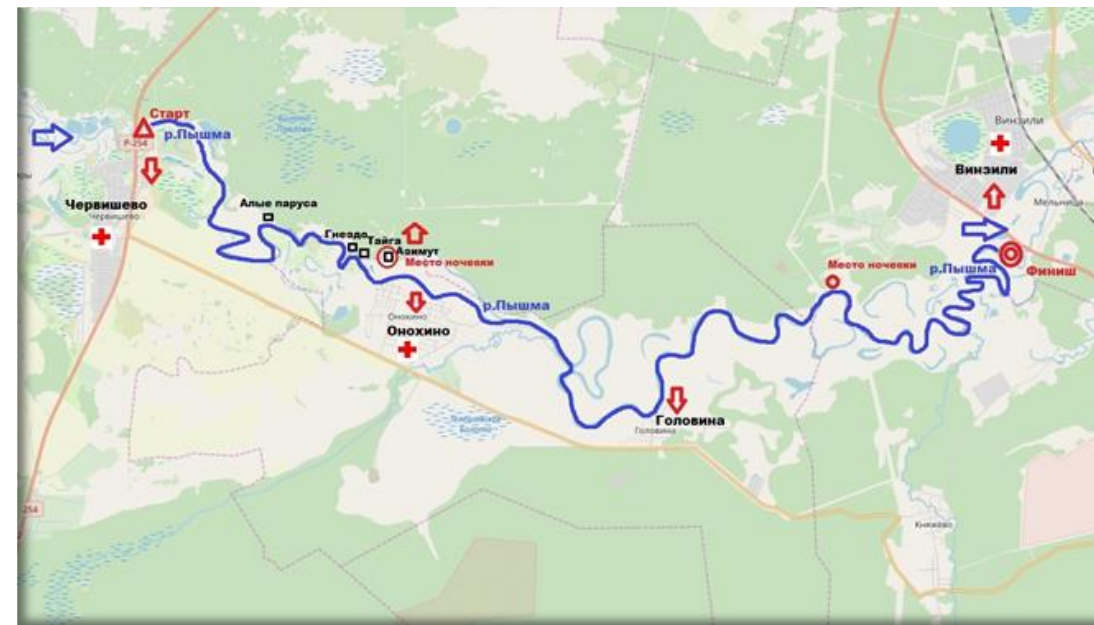 Старт
р.Пышма
Р-254
Червишево
Червишево
Алые паруса
Гнездо
Тайга
Азимут
Место ночевки
Онохино
Онохино
р.Пышма
Головина
Головина
Место ночевки
Винзили
Винзили
Мельница
р.Пышма
Финиш
Княжево
254